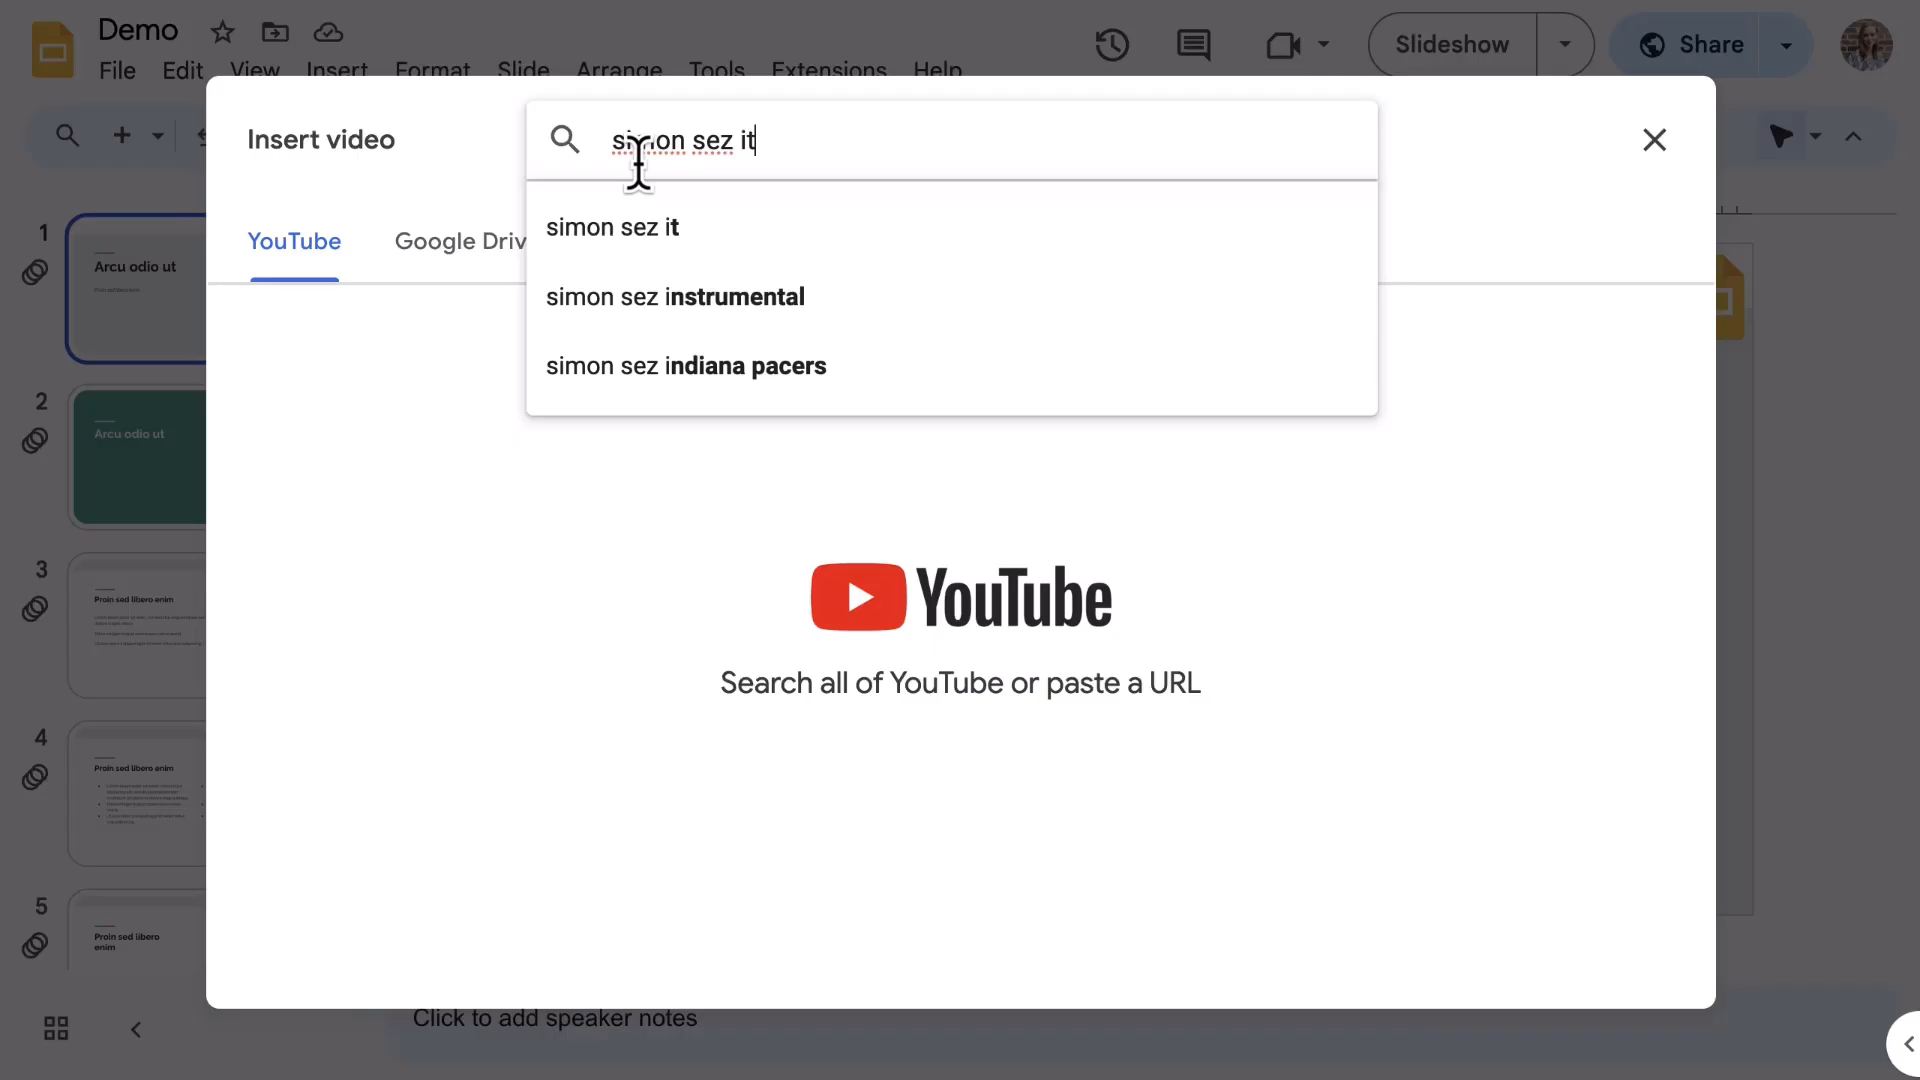 Demo
File Edit View Insert Format Slide Arrange Tools Extensions Help
Slideshow
Share
Insert video
simon sez it
YouTube
Google Driv
simon sez it
simon sez instrumental
simon sez indiana pacers
YouTube
Search all of YouTube or paste a URL
1
Arcu odio ut
2
Arcu odio ut
3
Proin sed libero enim
4
Proin sed libero enim
5
Proin sed libero
enim
Click to add speaker notes